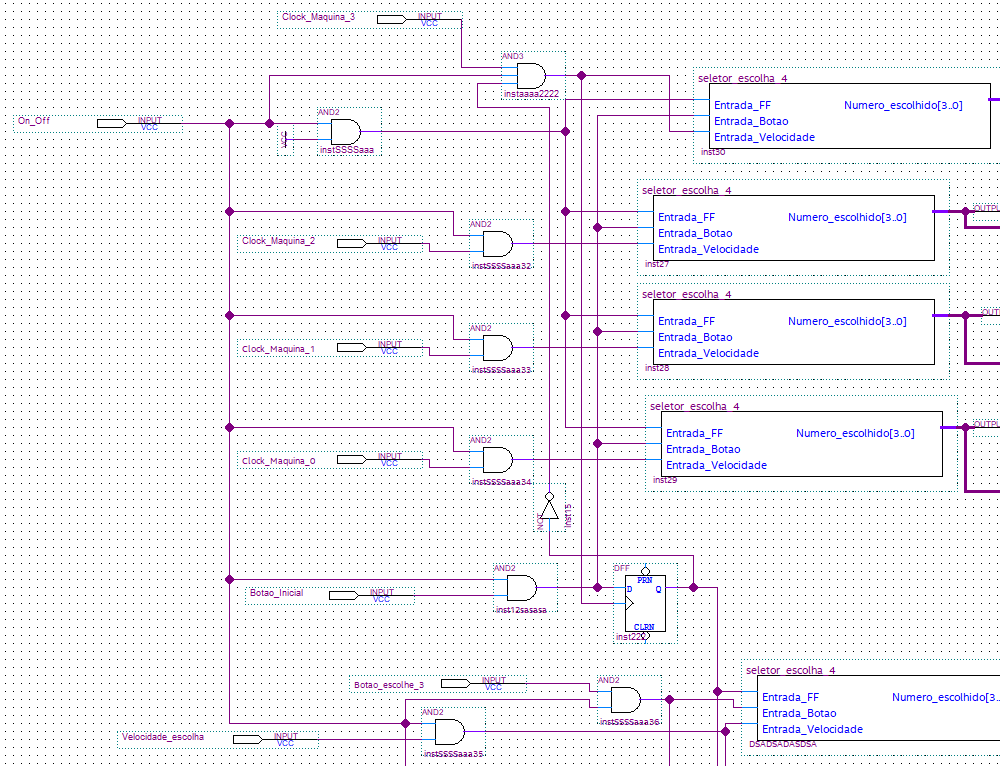 Clock_Maquina_3
INPUT
VCC
AND3
instaaaa2222
seletor_escolha_4
Entrada_FF
Numero_escolhido[3..0]
Entrada_Botao
Entrada_Velocidade
inst30
On_Off
INPUT
VCC
AND2
VCC
instSSSSaaa
seletor_escolha_4
Entrada_FF
Numero_escolhido[3..0]
Entrada_Botao
Entrada_Velocidade
inst27
OUTPU
AND2
Clock_Maquina_2
INPUT
VCC
instSSSSaaa32
seletor_escolha_4
Entrada_FF
Numero_escolhido[3..0]
Entrada_Botao
Entrada_Velocidade
inst28
OUT
AND2
Clock_Maquina_1
INPUT
VCC
instSSSSaaa33
seletor_escolha_4
Entrada_FF
Numero_escolhido[3..0]
Entrada_Botao
Entrada_Velocidade
inst29
OUTPU
AND2
Clock_Maquina_0
INPUT
VCC
instSSSSaaa34
NOT
inst15
AND2
Botao_Inicial
INPUT
VCC
inst12sasasa
DFF
PRN
D
Q
CLRN
Botao_escolhe_3
INPUT
VCC
AND2
instSSSSaaa36
seletor_escolha_4
Entrada_FF
Numero_escolhido[3..
Entrada_Botao
Entrada_Velocidade
DSADSADASDSA
Velocidade_escolha
INPUT
VCC
AND2
instSSSSaaa35